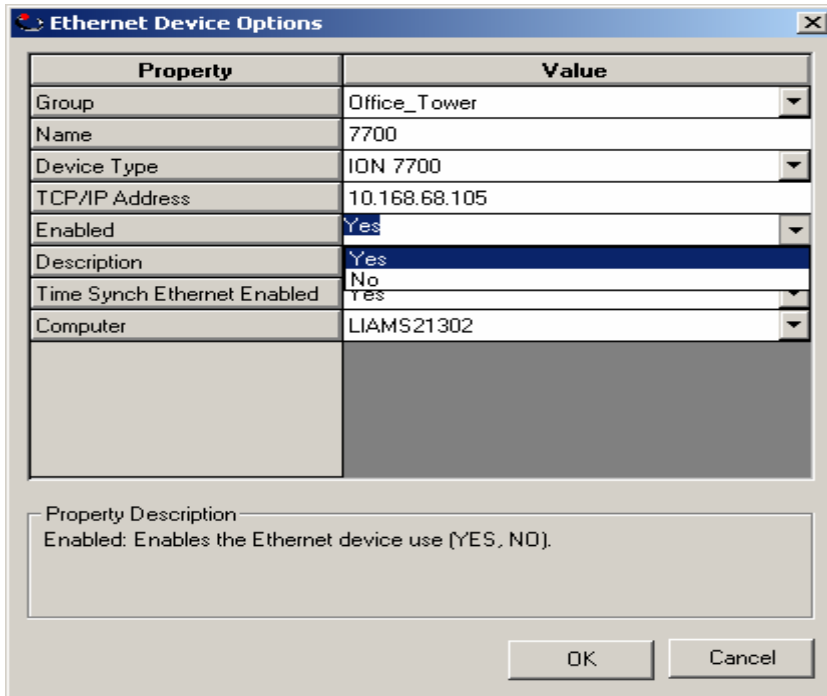 Ethernet Device Options
Property Value
Group Office_Tower
Name 7700
Device Type ION 7700
TCP/IP Address 10.168.68.105
Enabled Yes
Description Yes
No
Time Synch Ethernet Enabled Yes
Computer LIAMS21302
Property Description
Enabled: Enables the Ethernet device use (YES, NO).
OK Cancel